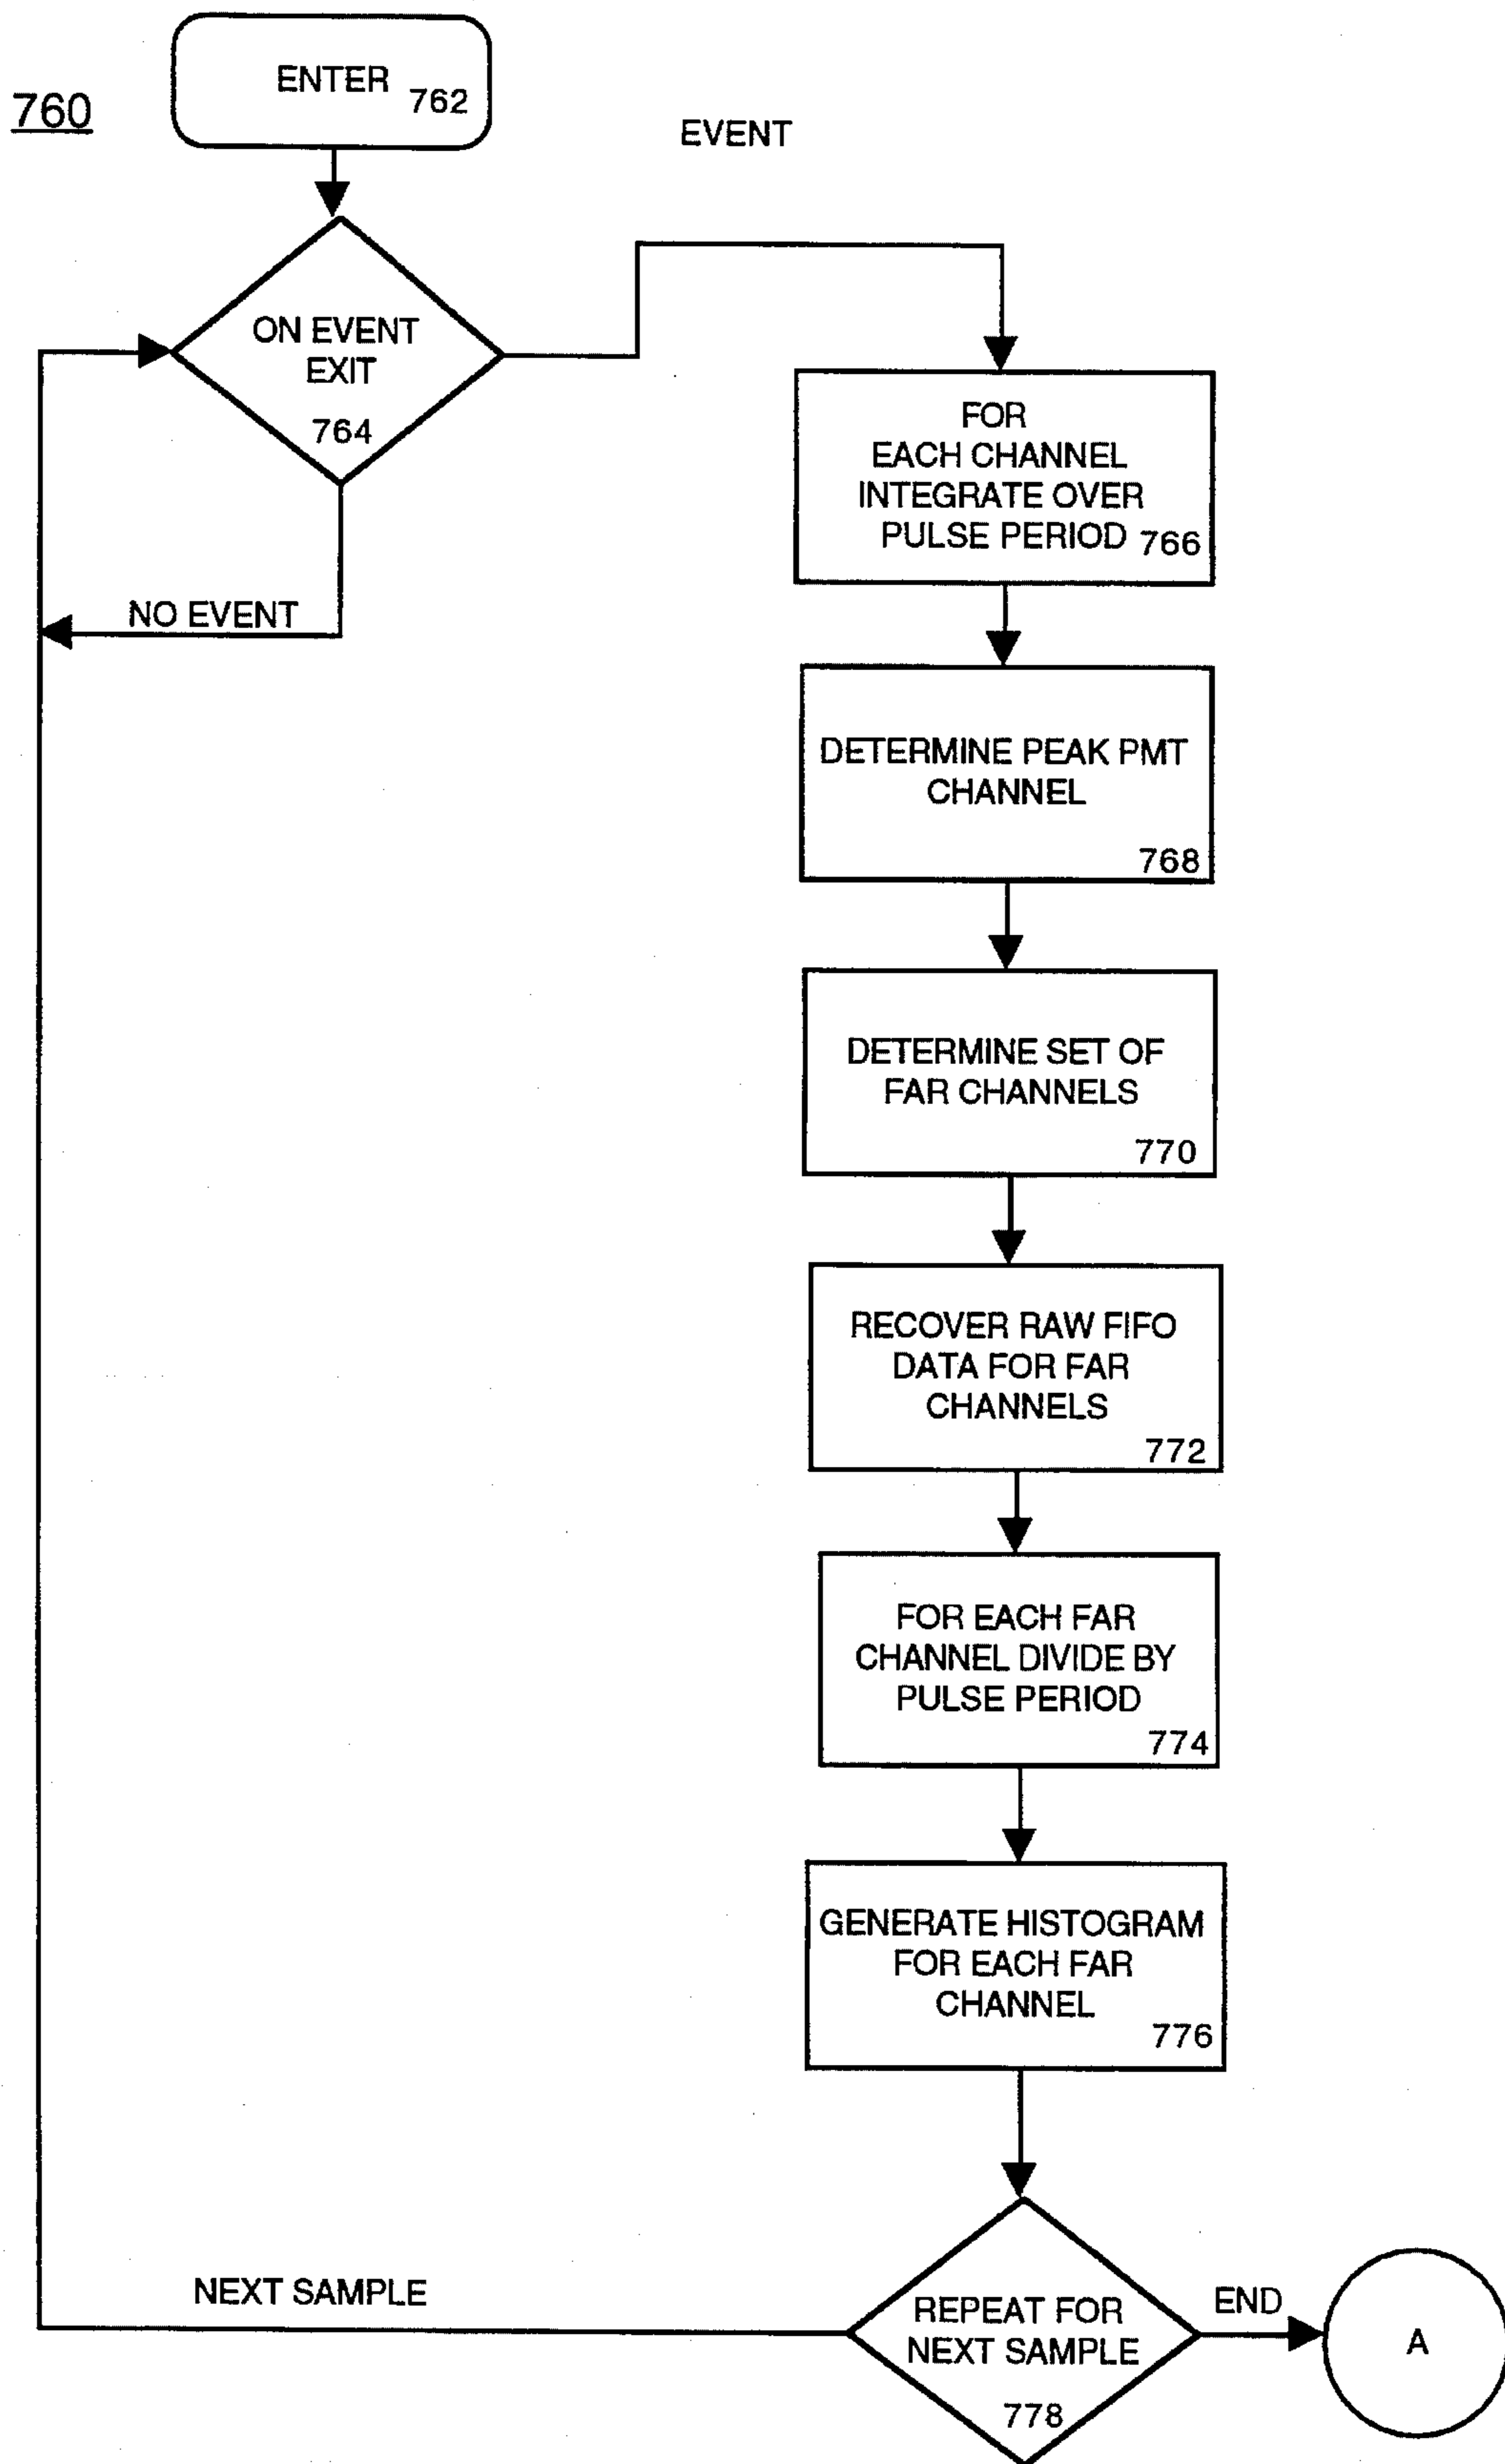 760
ENTER 762
EVENT
ON EVENT
EXIT
764
NO EVENT
FOR
EACH CHANNEL
INTEGRATE OVER
PULSE PERIOD 766
DETERMINE PEAK PMT
CHANNEL
768
DETERMINE SET OF
FAR CHANNELS
770
RECOVER RAW FIFO
DATA FOR FAR
CHANNELS
772
FOR EACH FAR
CHANNEL DIVIDE BY
PULSE PERIOD
774
GENERATE HISTOGRAM
FOR EACH FAR
CHANNEL
776
NEXT SAMPLE
REPEAT FOR
NEXT SAMPLE
778
END
A